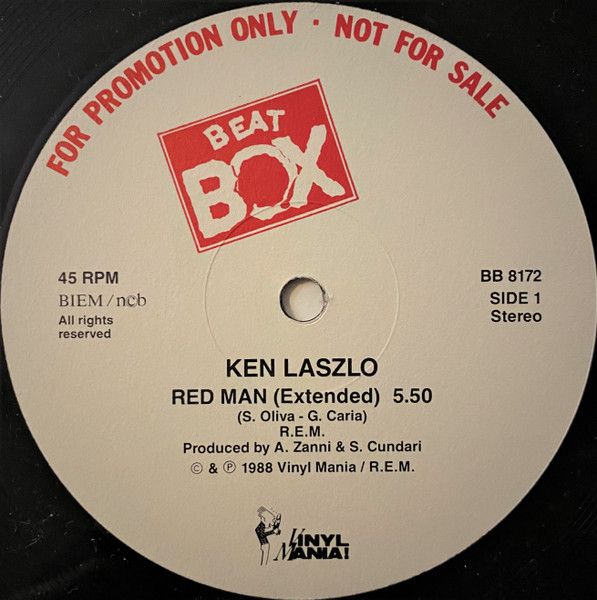 FOR PROMOTION ONLY · NOT FOR SALE
BEAT
BOX
45 RPM
BIEM / ncb
All rights
reserved
BB 8172
SIDE 1
Stereo
KEN LASZLO
RED MAN (Extended) 5.50
(S. Oliva - G. Caria)
R.E.M.
Produced by A. Zanni & S. Cundari
© & ℗ 1988 Vinyl Mania / R.E.M.
VINYL
MANIA!